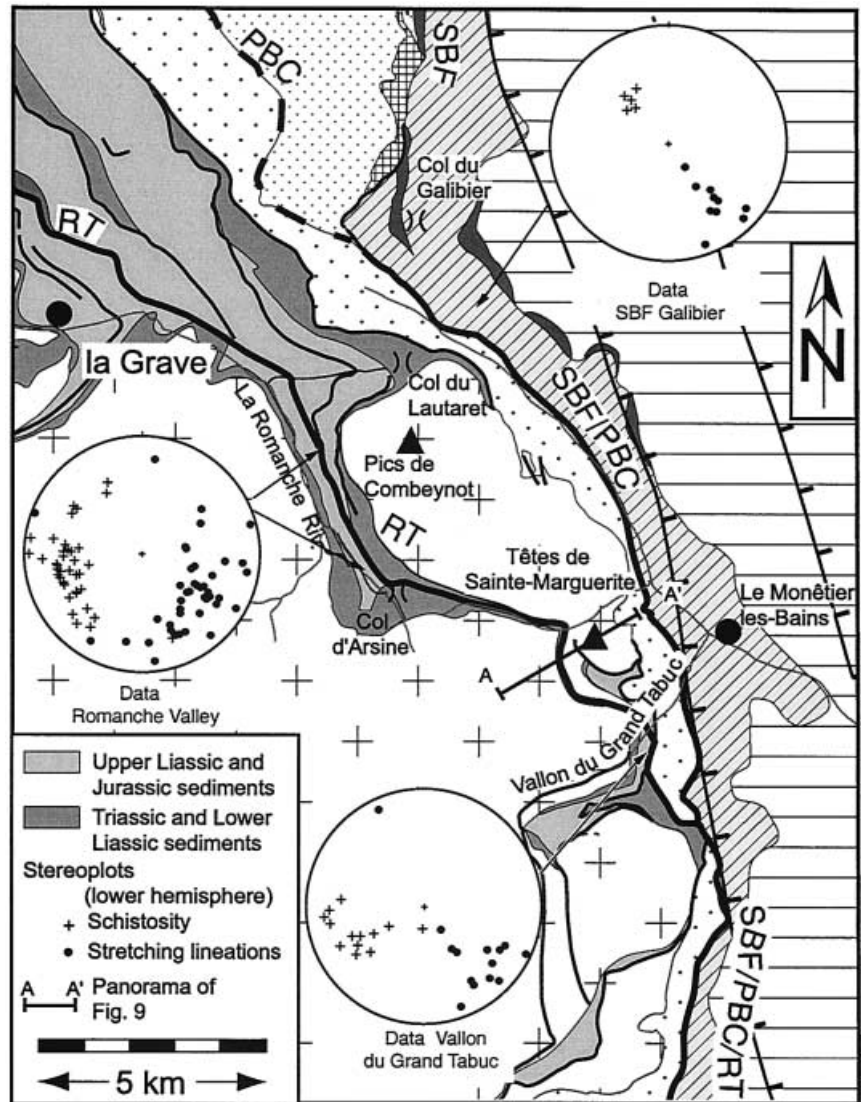 PBC
SBF
Col du
Galibier
Data
SBF Galibier
N
RT
la Grave
La Romanche Riv.
Col du
Lautaret
Pics de
Combeynot
SBF/PBC
RT
Têtes de
Sainte-Marguerite
A'
Le Monêtier
les-Bains
Col
d'Arsine
A
Data
Romanche Valley
Vallon du Grand Tabuc
Upper Liassic and
Jurassic sediments
Triassic and Lower
Liassic sediments
Stereoplots
(lower hemisphere)
+ Schistosity
• Stretching lineations
A A' Panorama of
Fig. 9
5 km
Data Vallon
du Grand Tabuc
SBF/PBC/RT